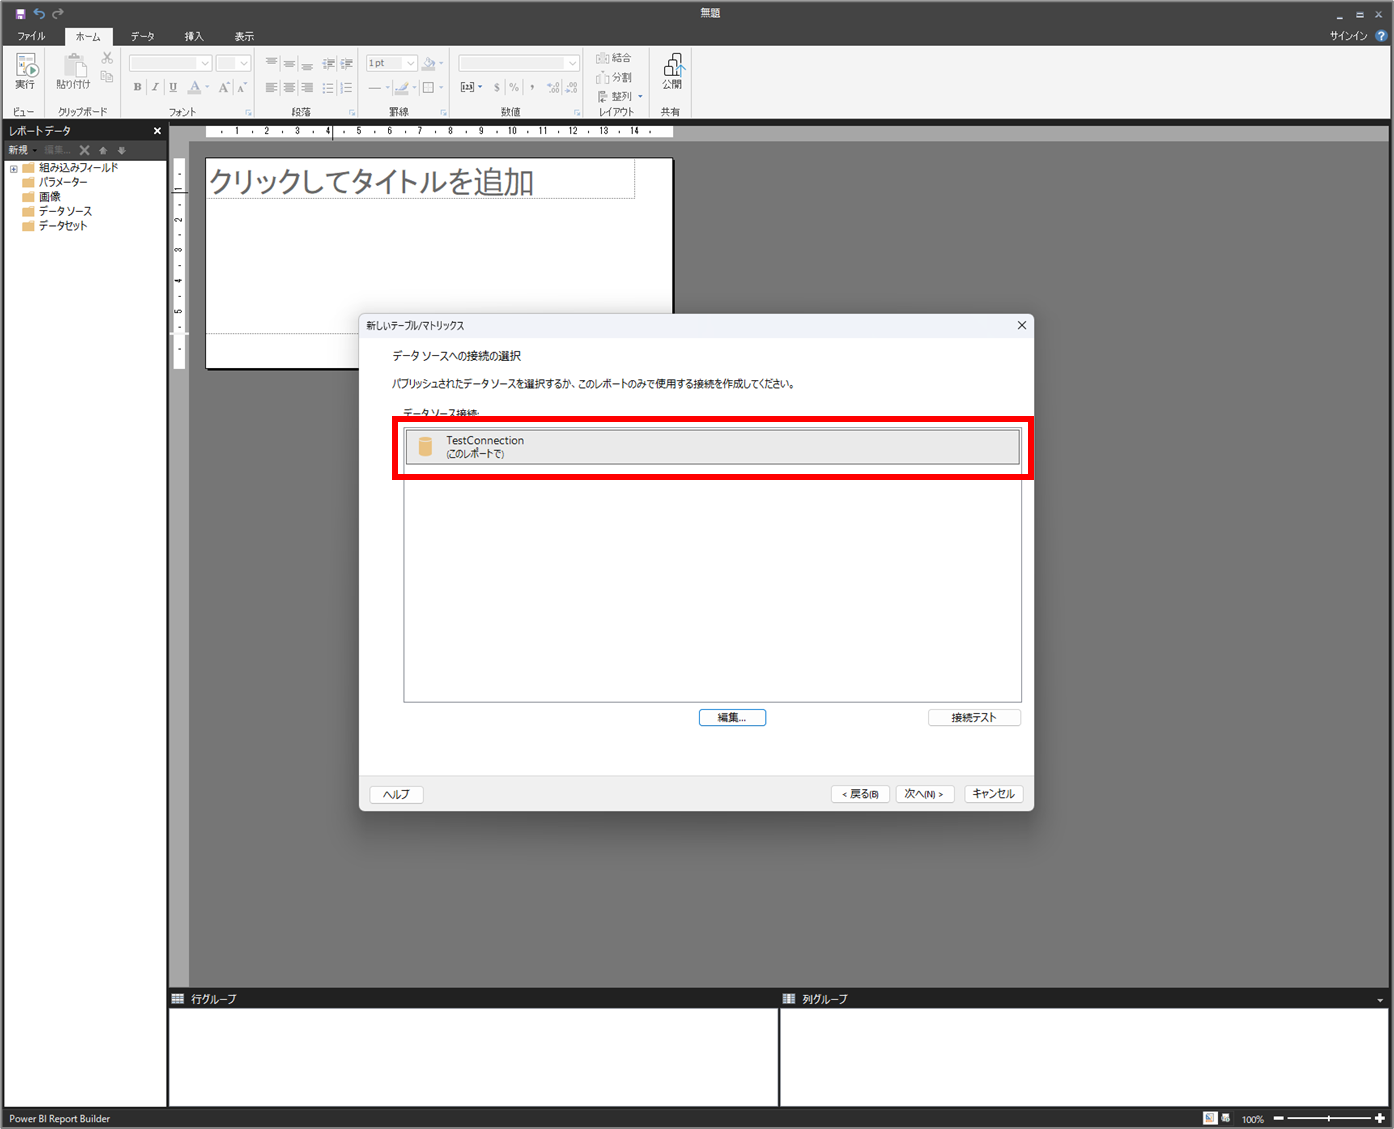 無題
サインイン
ファイル ホーム データ 挿入 表示
実行
貼り付け
1pt
結合
分割
整列
公開
B I U A A A
[123] $ % ,
ビュー クリップボード フォント 段落 罫線 数値 レイアウト 共有
レポート データ
新規 編集...
組み込みフィールド
パラメーター
画像
データ ソース
データセット
1 2 3 4 5 6 7 8 9 10 11 12 13 14
1
2
3
4
5
クリックしてタイトルを追加
新しいテーブル/マトリックス
データ ソースへの接続の選択
パブリッシュされたデータ ソースを選択するか、このレポートのみで使用する接続を作成してください。
データ ソース接続:
TestConnection
(このレポートで)
編集...
接続テスト
ヘルプ
< 戻る(B)
次へ(N) >
キャンセル
行グループ
列グループ
Power BI Report Builder
100%